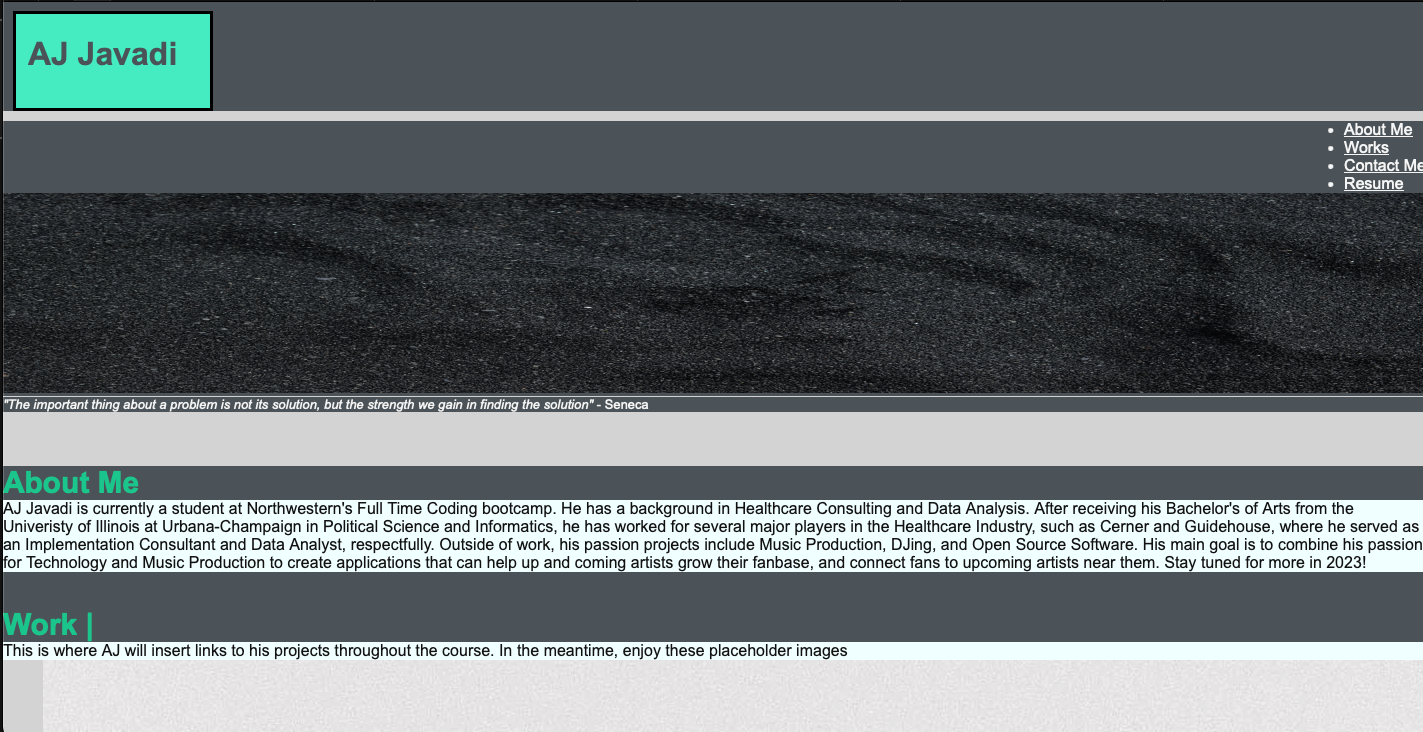 AJ Javadi
• About Me
• Works
• Contact Me
• Resume
"The important thing about a problem is not its solution, but the strength we gain in finding the solution" - Seneca
About Me
AJ Javadi is currently a student at Northwestern's Full Time Coding bootcamp. He has a background in Healthcare Consulting and Data Analysis. After receiving his Bachelor's of Arts from the
Univeristy of Illinois at Urbana-Champaign in Political Science and Informatics, he has worked for several major players in the Healthcare Industry, such as Cerner and Guidehouse, where he served as
an Implementation Consultant and Data Analyst, respectfully. Outside of work, his passion projects include Music Production, DJing, and Open Source Software. His main goal is to combine his passion
for Technology and Music Production to create applications that can help up and coming artists grow their fanbase, and connect fans to upcoming artists near them. Stay tuned for more in 2023!
Work |
This is where AJ will insert links to his projects throughout the course. In the meantime, enjoy these placeholder images